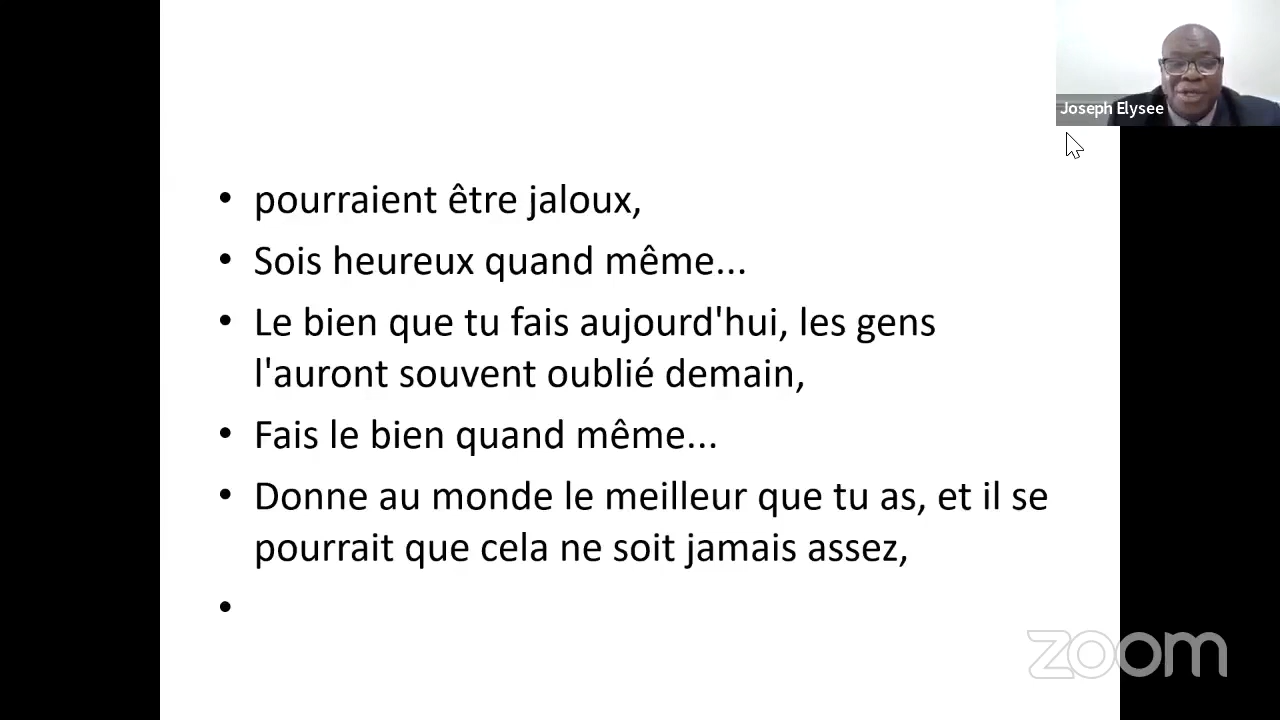 Joseph Elysee
• pourraient être jaloux,
• Sois heureux quand même...
• Le bien que tu fais aujourd'hui, les gens
l'auront souvent oublié demain,
• Fais le bien quand même...
• Donne au monde le meilleur que tu as, et il se
pourrait que cela ne soit jamais assez,
•
zoom